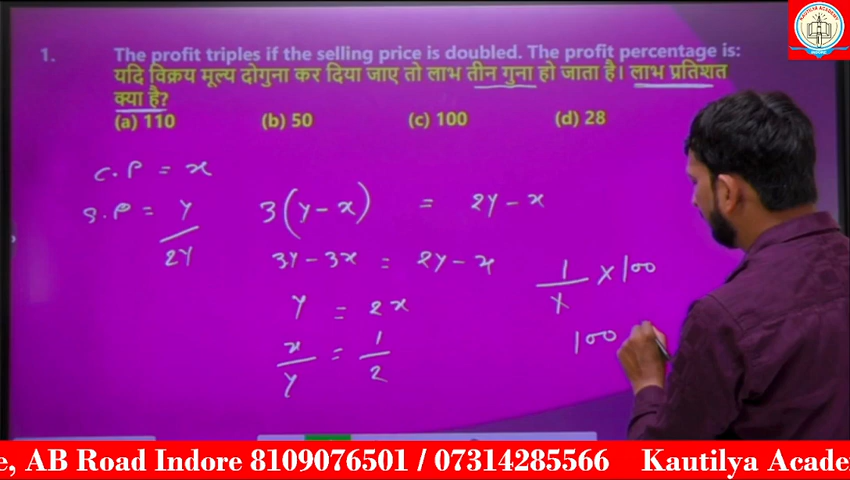 KAUTILYA ACADEMY
1. The profit triples if the selling price is doubled. The profit percentage is:
यदि विक्रय मूल्य दोगुना कर दिया जाए तो लाभ तीन गुना हो जाता है। लाभ प्रतिशत
क्या है?
(a) 110 (b) 50 (c) 100 (d) 28
C.P = x
S.P = y 3(y-x) = 2y-x
2y 3y-3x = 2y-x 1/x × 100
y = 2x
x/y = 1/2 100
e, AB Road Indore 8109076501 / 07314285566 Kautilya Acade